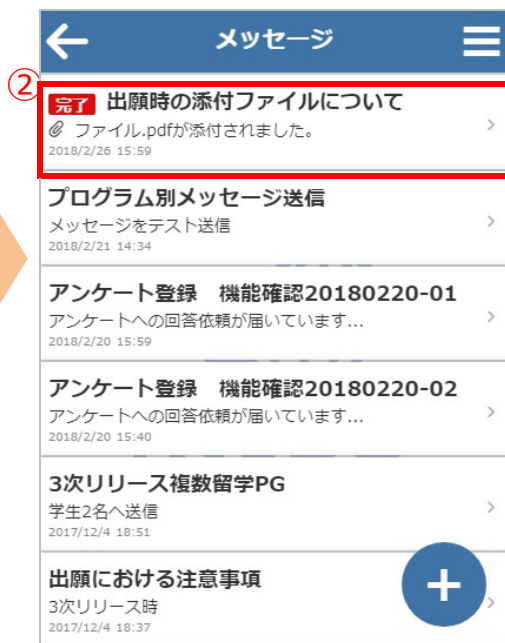 メッセージ
②
完了 出願時の添付ファイルについて
ファイル.pdfが添付されました。
2018/2/26 15:59
プログラム別メッセージ送信
メッセージをテスト送信
2018/2/21 14:34
アンケート登録　機能確認20180220-01
アンケートへの回答依頼が届いています...
2018/2/20 15:59
アンケート登録　機能確認20180220-02
アンケートへの回答依頼が届いています...
2018/2/20 15:40
3次リリース複数留学PG
学生2名へ送信
2017/12/4 18:51
出願における注意事項
3次リリース時
2017/12/4 18:37